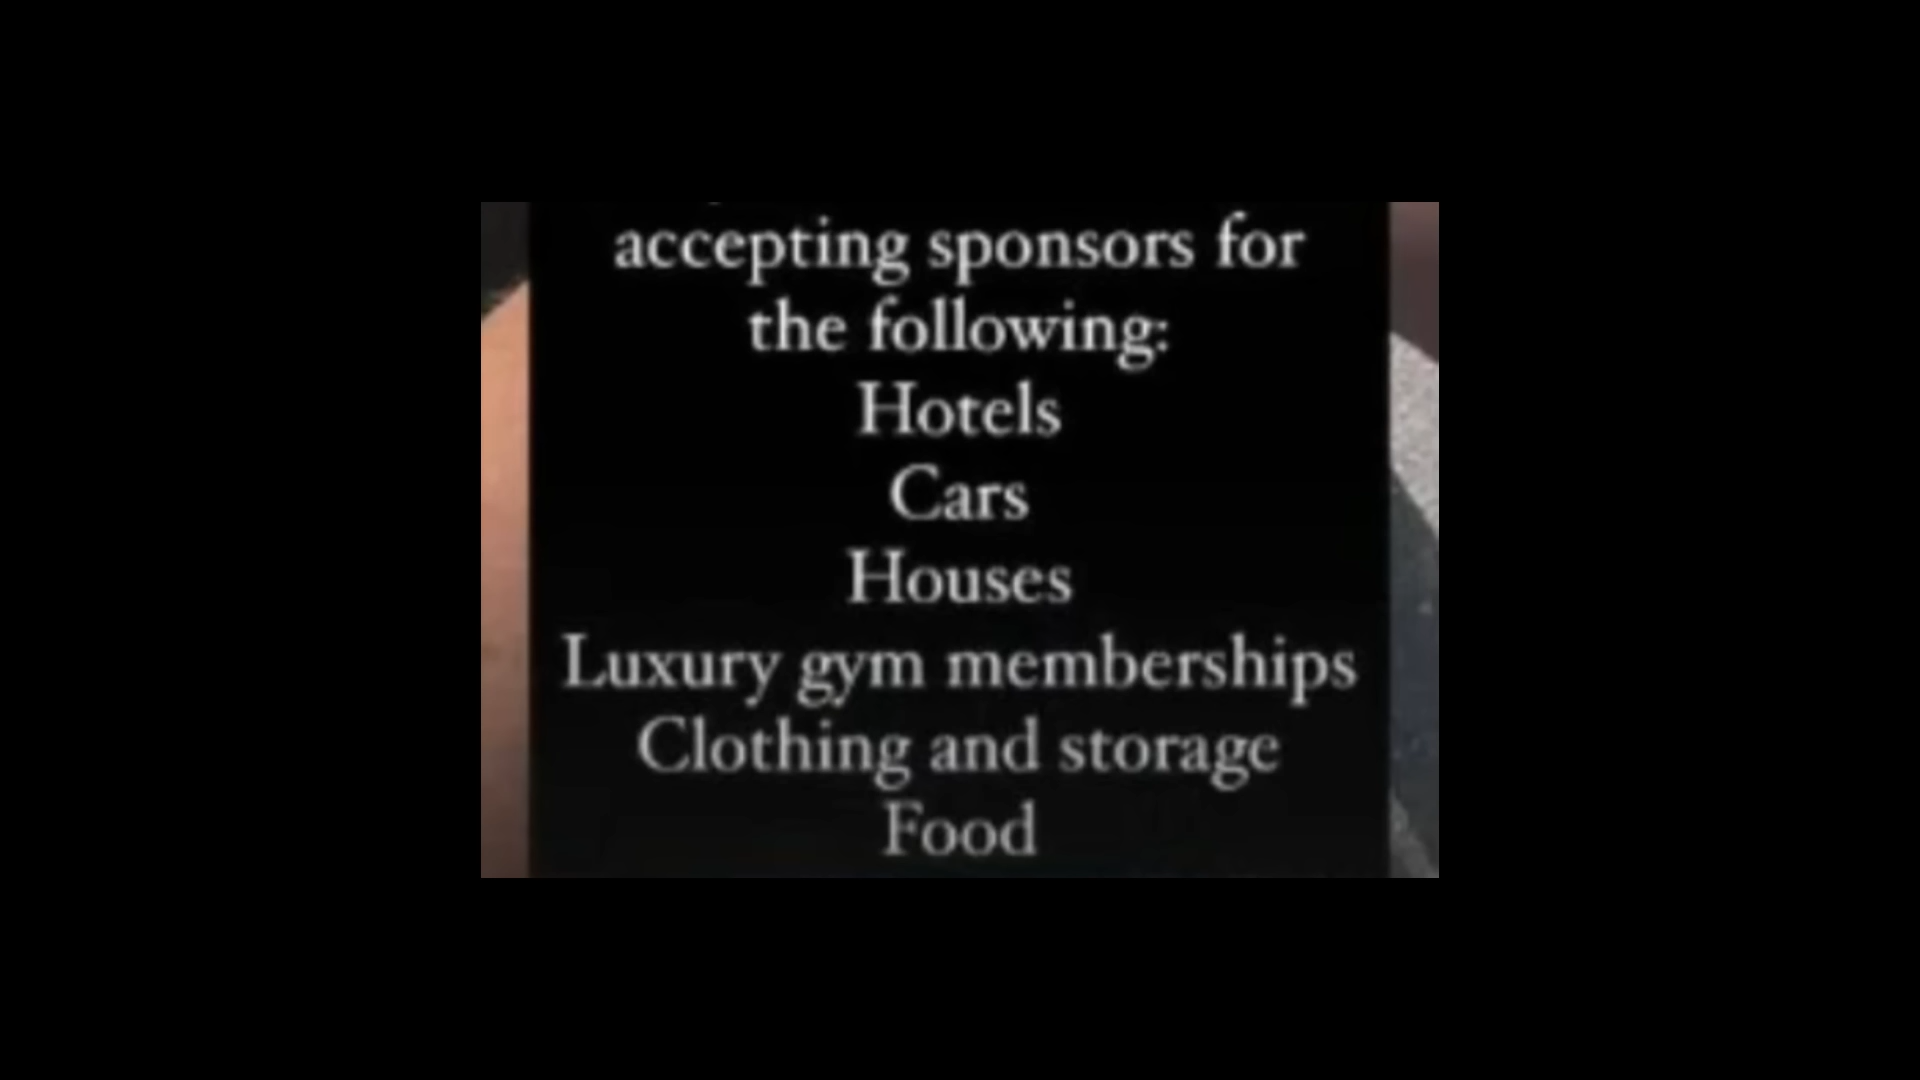 accepting sponsors for
the following:
Hotels
Cars
Houses
Luxury gym memberships
Clothing and storage
Food